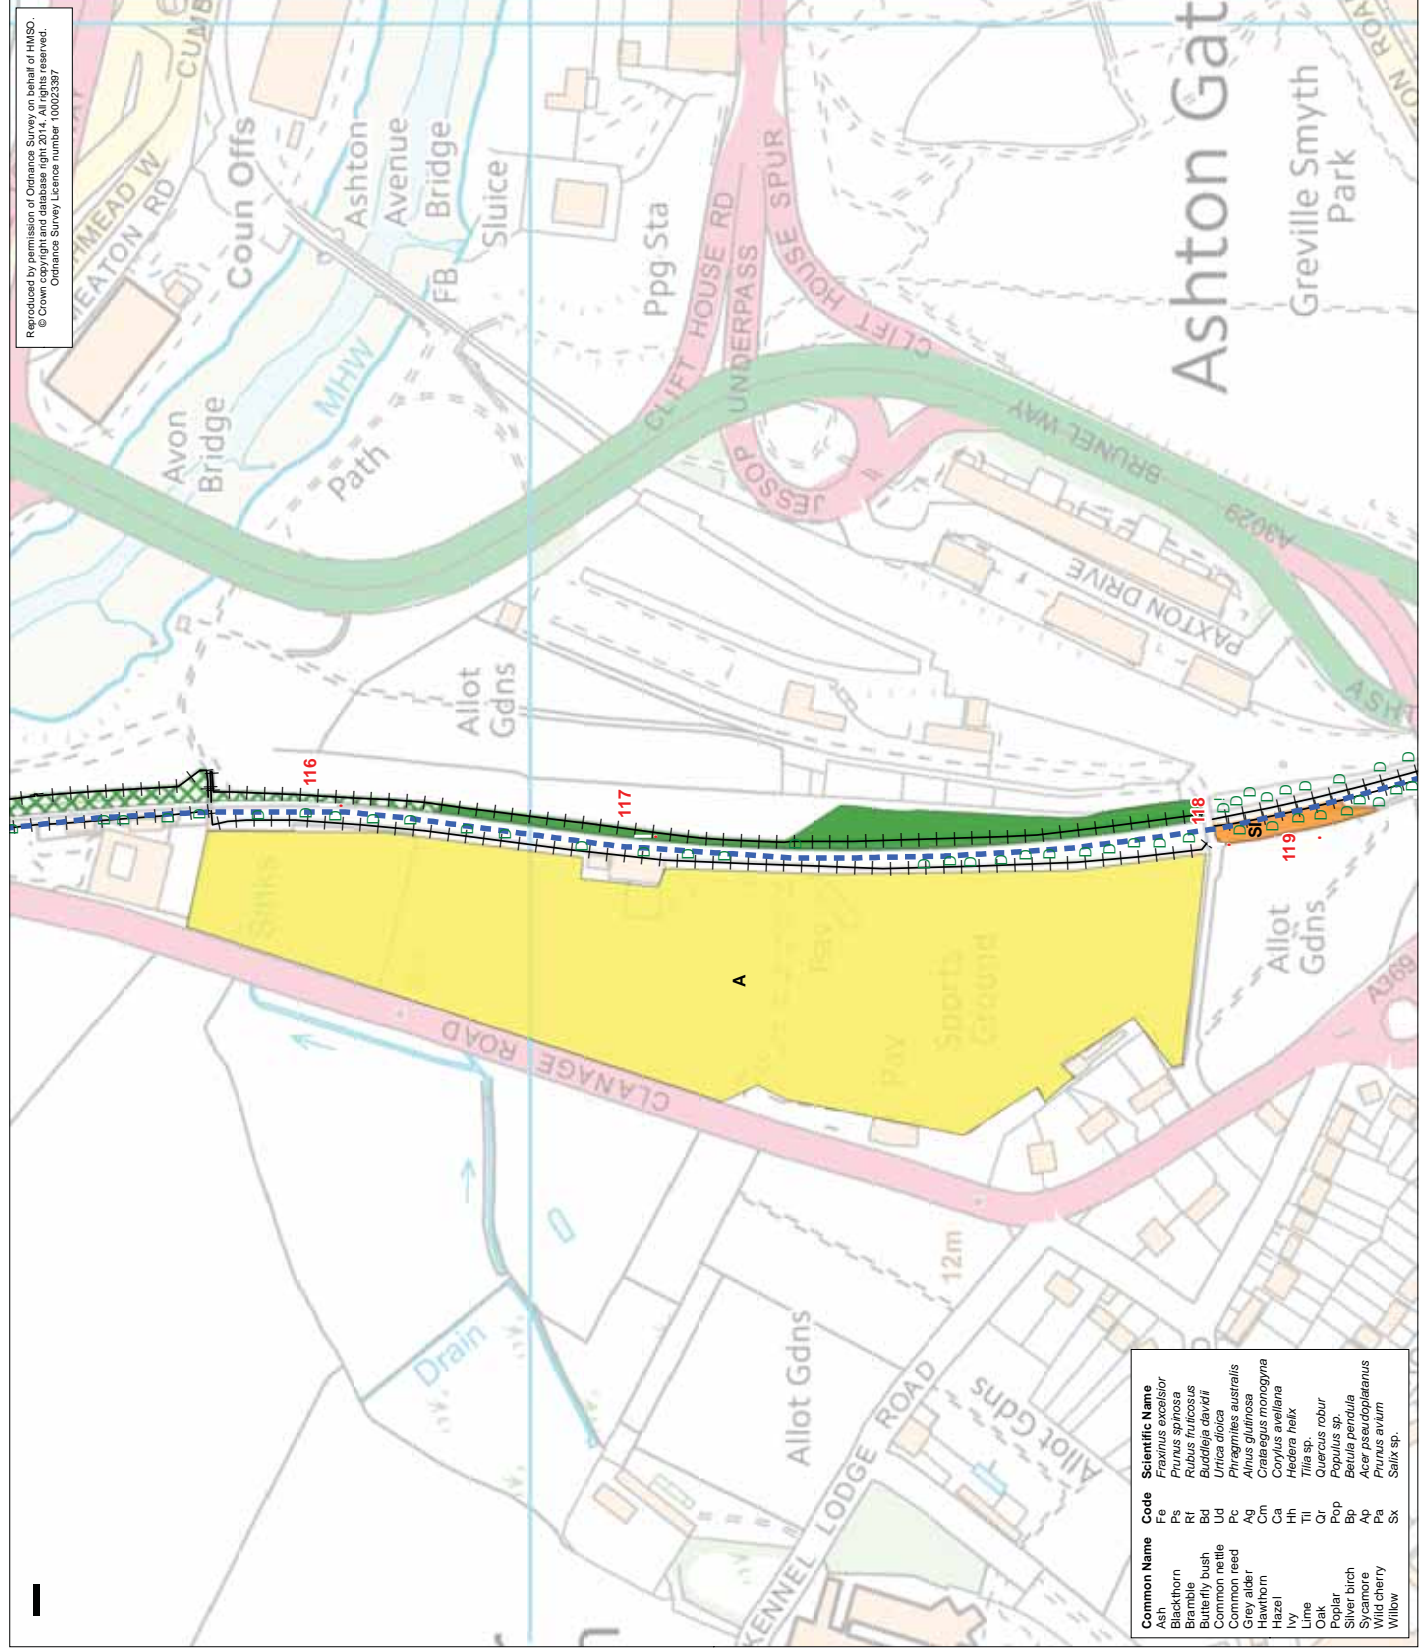 Reproduced by permission of Ordnance Survey on behalf of HMSO.
© Crown copyright and database right 2014. All rights reserved.
Ordnance Survey Licence number 100023397
Coun Offs
Ashton
Avenue
Bridge
FB
Sluice
Ppg Sta
Ashton Gat
Greville Smyth
Park
MHW
Avon
Bridge
Path
CLIFT HOUSE RD
UNDERPASS
JESSOP
CLIFT HOUSE SPUR
BRUNEL WAY
A3029
PAXTON DRIVE
Allot
Gdns
116
117
118
119
SI
A
Sports
Ground
Pav
Allot
Gdns
A369
CLANAGE ROAD
Drain
12m
Allot Gdns
KENNEL LODGE ROAD
Allot Gdns
Common Name Code Scientific Name
Ash Fe Fraxinus excelsior
Blackthorn Ps Prunus spinosa
Bramble Rf Rubus fruticosus
Butterfly bush Bd Buddleja davidii
Common nettle Ud Urtica dioica
Common reed Pc Phragmites australis
Grey alder Ag Alnus glutinosa
Hawthorn Cm Crataegus monogyna
Hazel Ca Corylus avellana
Ivy Hh Hedera helix
Lime Til Tilia sp.
Oak Qr Quercus robur
Poplar Pop Populus sp.
Silver birch Bp Betula pendula
Sycamore Ap Acer pseudoplatanus
Wild cherry Pa Prunus avium
Willow Sx Salix sp.